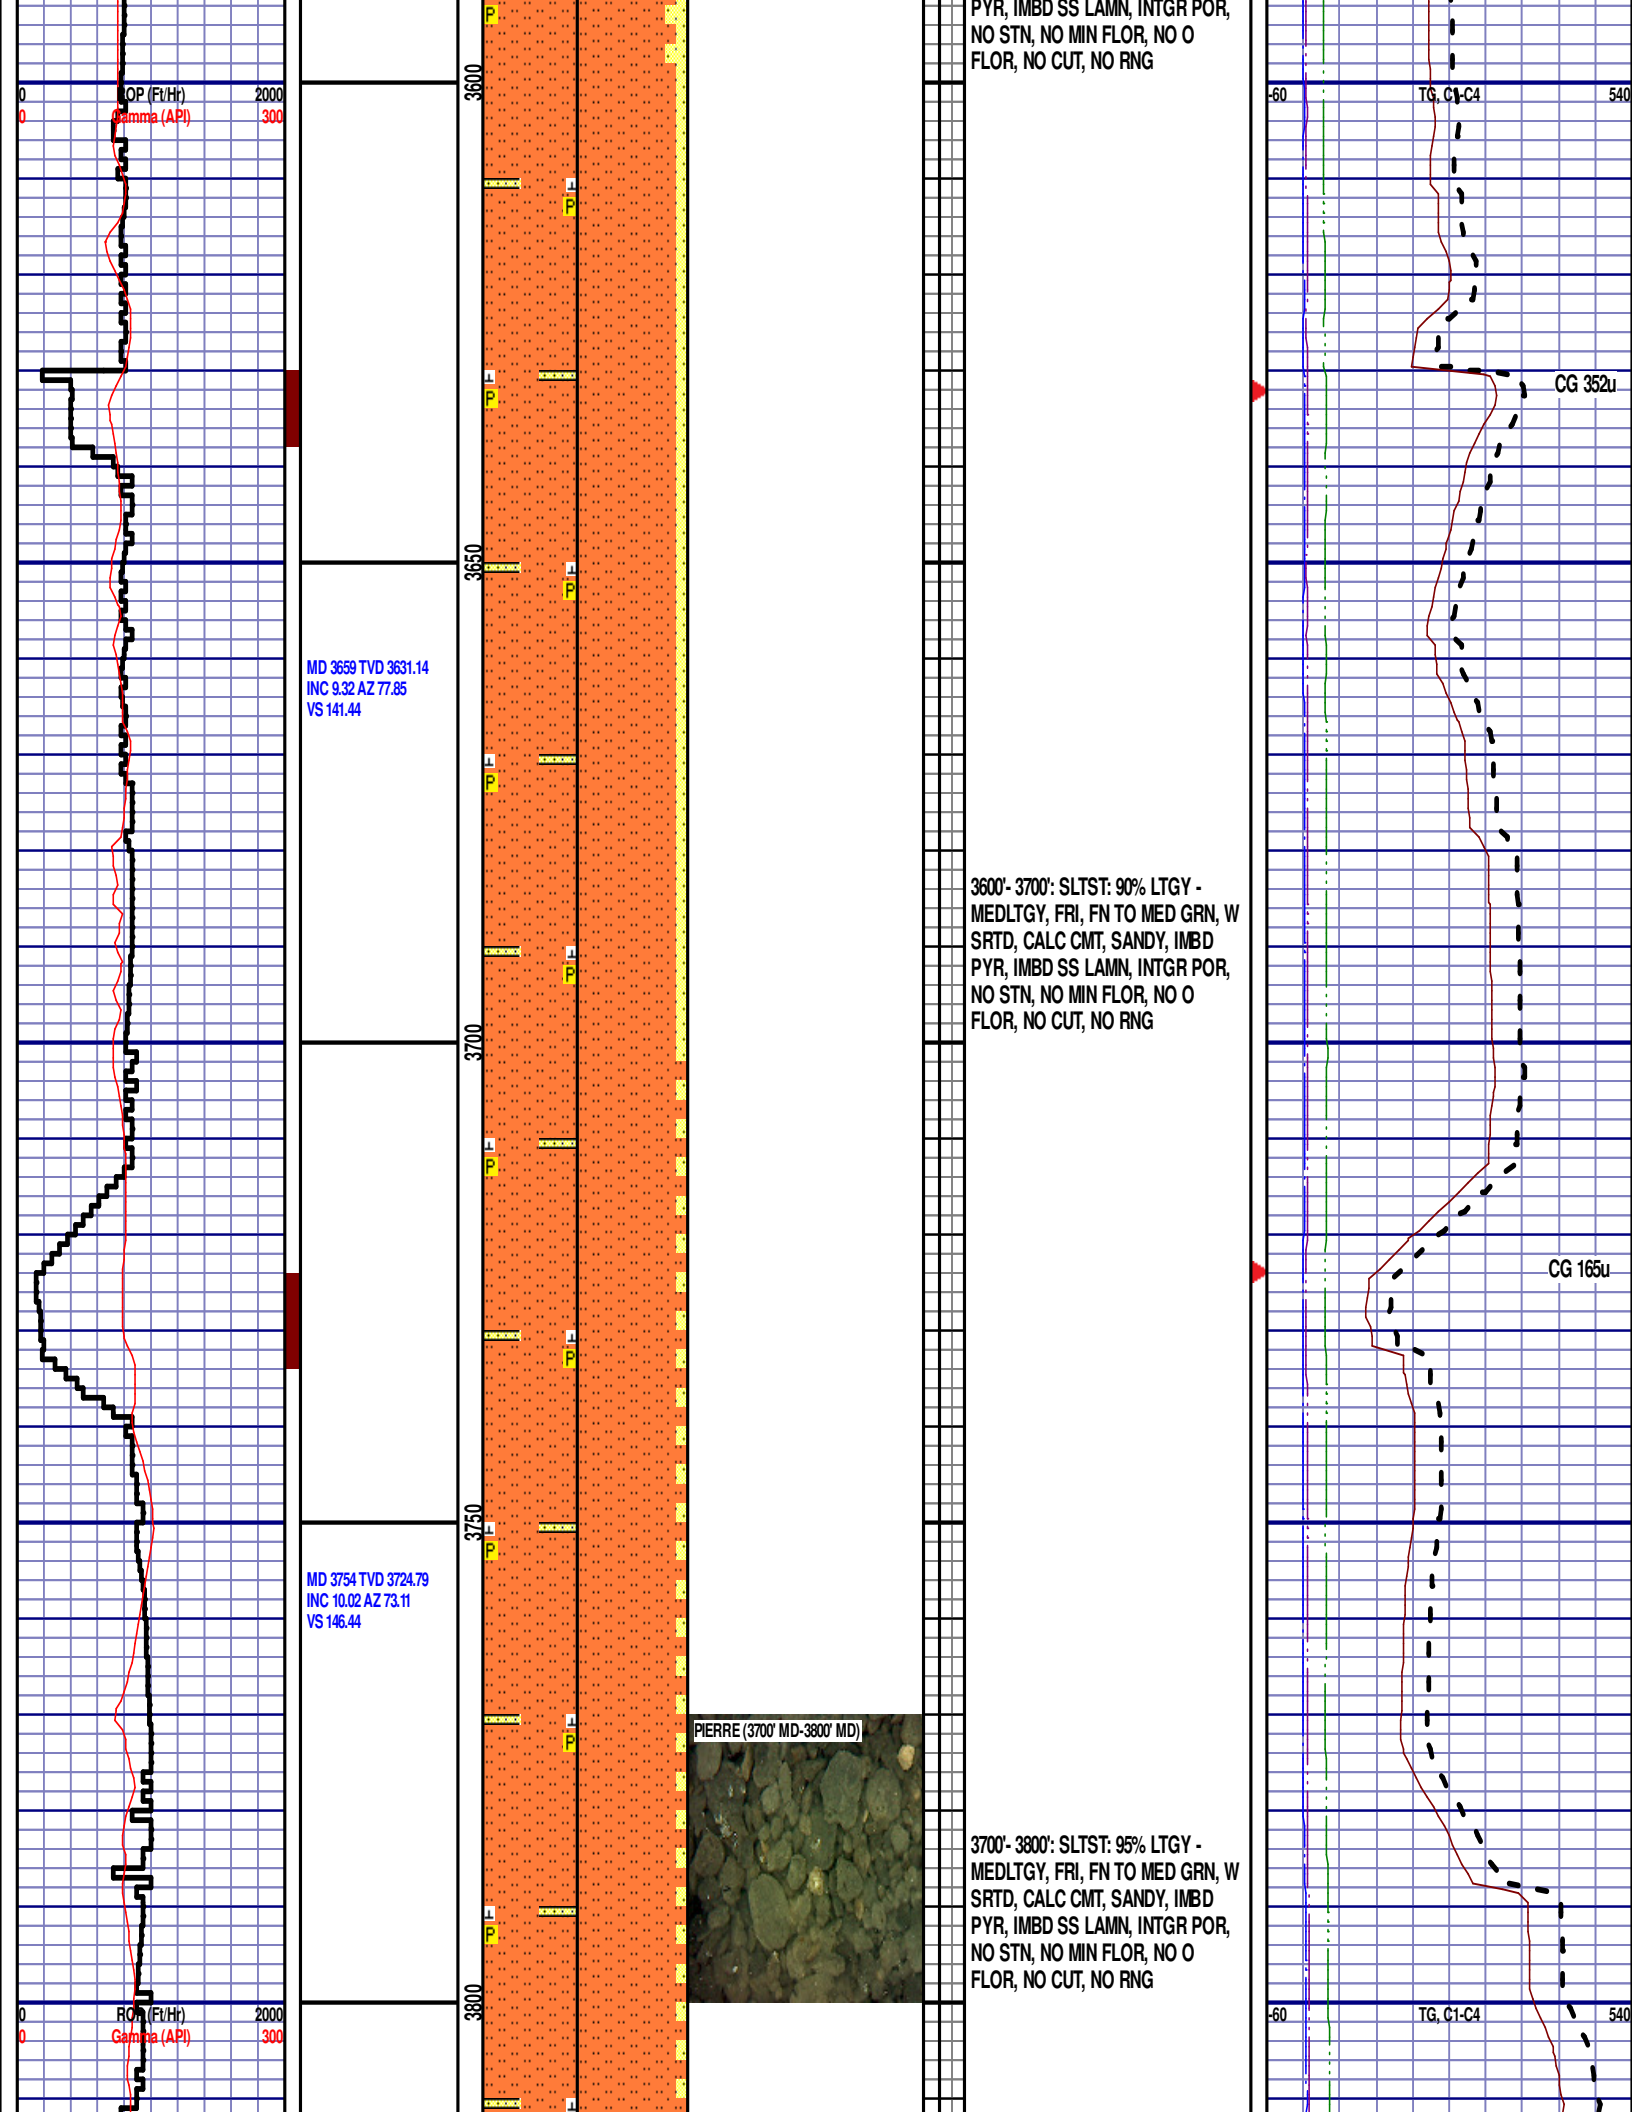 P
PYR, IMBD SS LAMN, INTGR POR,
NO STN, NO MIN FLOR, NO O
FLOR, NO CUT, NO RNG
3600
0 ROP (Ft/Hr) 2000
0 Gamma (API) 300
-60 TG, C1-C4 540
P
CG 352u
P
3650
P
MD 3659 TVD 3631.14
INC 9.32 AZ 77.85
VS 141.44
P
3600'- 3700': SLTST: 90% LTGY -
MEDLTGY, FRI, FN TO MED GRN, W
SRTD, CALC CMT, SANDY, IMBD
PYR, IMBD SS LAMN, INTGR POR,
NO STN, NO MIN FLOR, NO O
FLOR, NO CUT, NO RNG
P
3700
P
CG 165u
P
3750
P
MD 3754 TVD 3724.79
INC 10.02 AZ 73.11
VS 146.44
PIERRE (3700' MD-3800' MD)
P
3700'- 3800': SLTST: 95% LTGY -
MEDLTGY, FRI, FN TO MED GRN, W
SRTD, CALC CMT, SANDY, IMBD
PYR, IMBD SS LAMN, INTGR POR,
NO STN, NO MIN FLOR, NO O
FLOR, NO CUT, NO RNG
P
3800
0 ROP (Ft/Hr) 2000
0 Gamma (API) 300
-60 TG, C1-C4 540